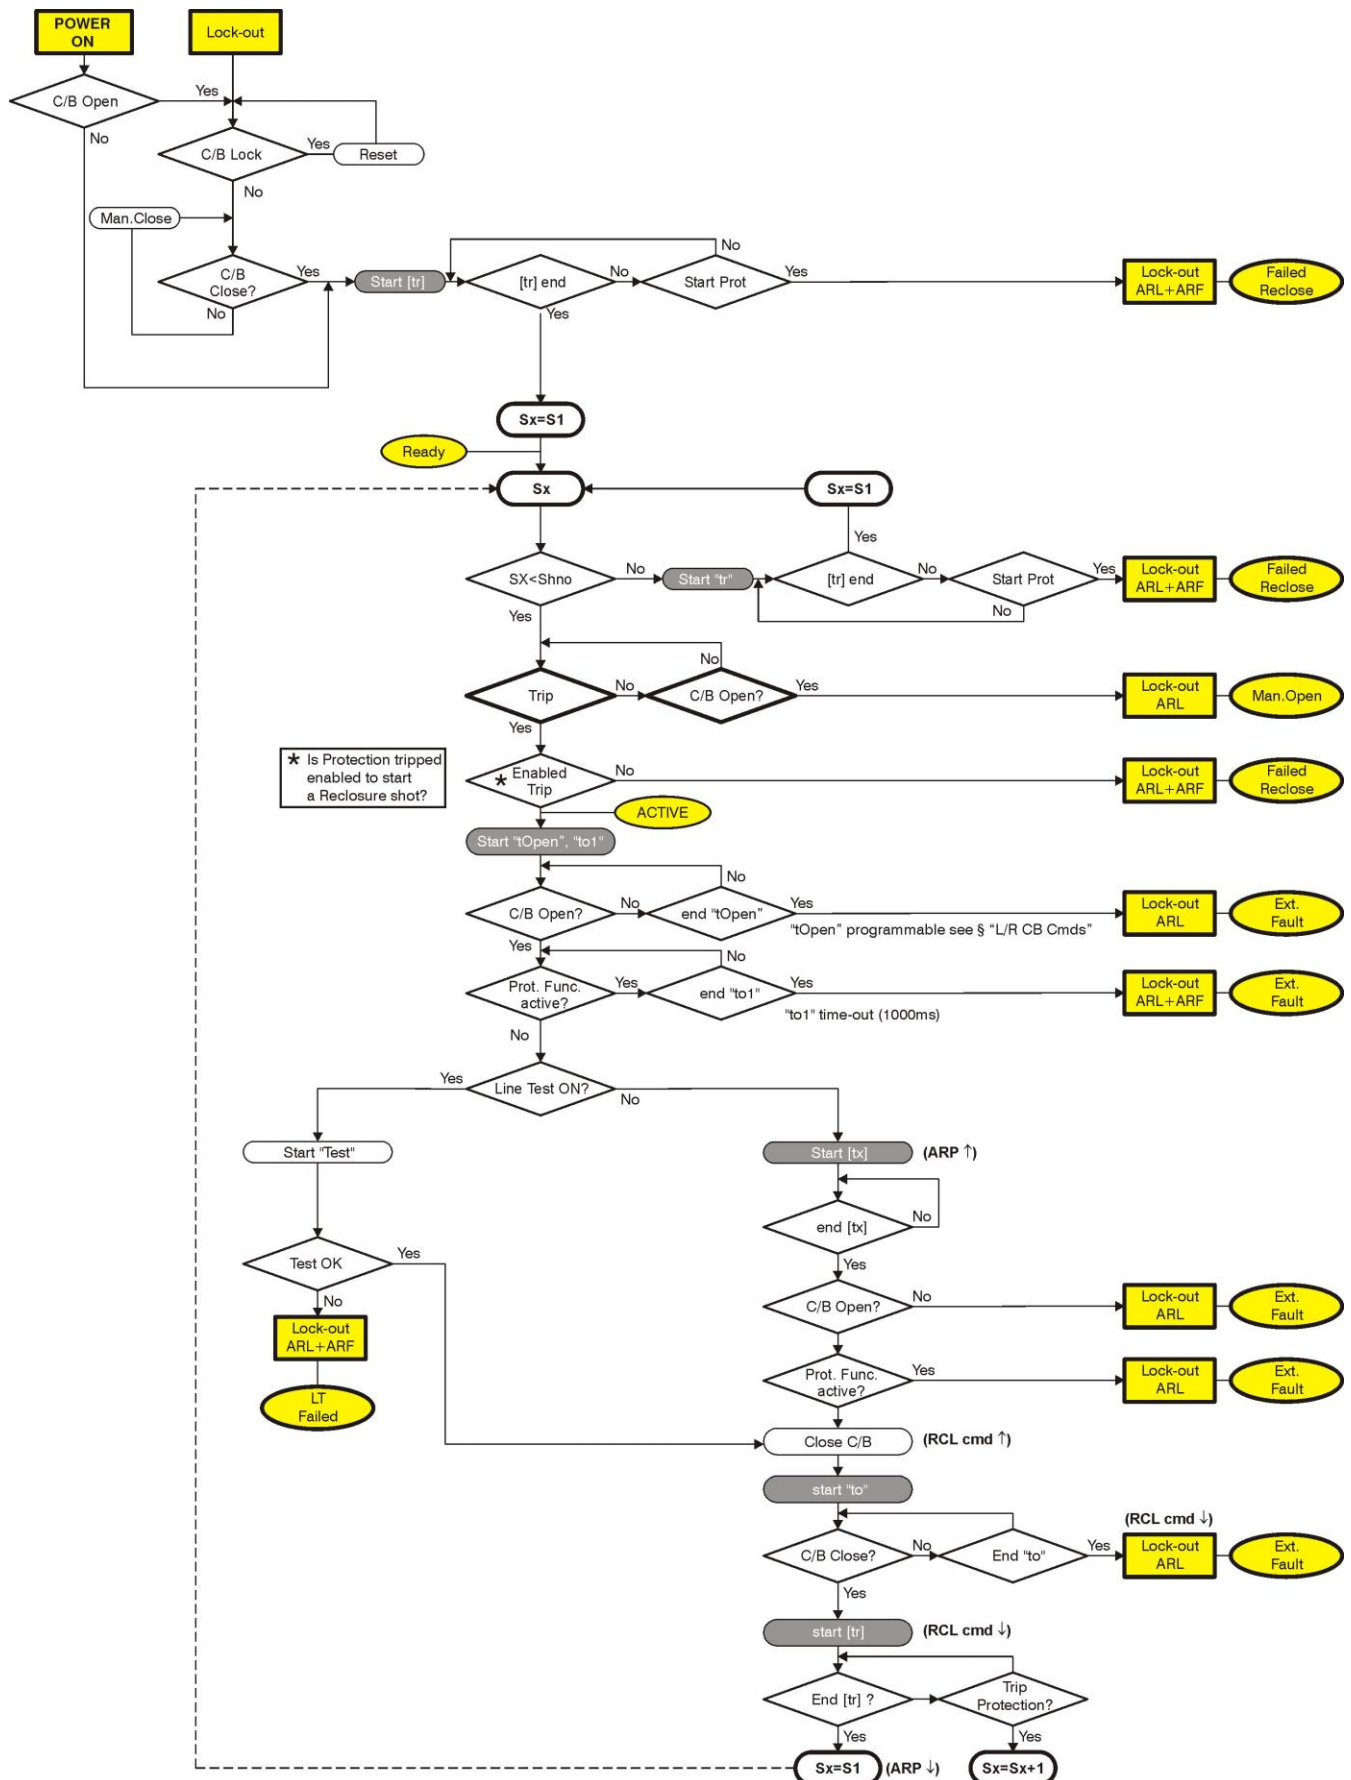 POWER
ON
Lock-out
C/B Open
Yes
No
C/B Lock
Yes
Reset
No
Man.Close
C/B
Close?
Yes
No
Start [tr]
[tr] end
No
Yes
Start Prot
No
Yes
Lock-out
ARL+ARF
Failed
Reclose
Sx=S1
Ready
Sx
Sx=S1
Yes
SX<Shno
No
Yes
Start "tr"
[tr] end
No
Start Prot
Yes
No
Lock-out
ARL+ARF
Failed
Reclose
Trip
No
Yes
C/B Open?
No
Yes
Lock-out
ARL
Man.Open
* Is Protection tripped
enabled to start
a Reclosure shot?
* Enabled
Trip
No
Lock-out
ARL+ARF
Failed
Reclose
ACTIVE
Start "tOpen", "to1"
C/B Open?
No
Yes
end "tOpen"
No
Yes
"tOpen" programmable see § "L/R CB Cmds"
Lock-out
ARL
Ext.
Fault
Prot. Func.
active?
Yes
No
end "to1"
No
Yes
"to1" time-out (1000ms)
Lock-out
ARL+ARF
Ext.
Fault
Line Test ON?
Yes
No
Start "Test"
Start [tx]
(ARP ↑)
end [tx]
No
Yes
Test OK
Yes
No
Lock-out
ARL+ARF
LT
Failed
C/B Open?
No
Lock-out
ARL
Ext.
Fault
Prot. Func.
active?
Yes
Lock-out
ARL
Ext.
Fault
Close C/B
(RCL cmd ↑)
start "to"
C/B Close?
No
Yes
End "to"
Yes
(RCL cmd ↓)
Lock-out
ARL
Ext.
Fault
start [tr]
(RCL cmd ↓)
End [tr] ?
Yes
Trip
Protection?
Yes
Sx=S1
(ARP ↓)
Sx=Sx+1